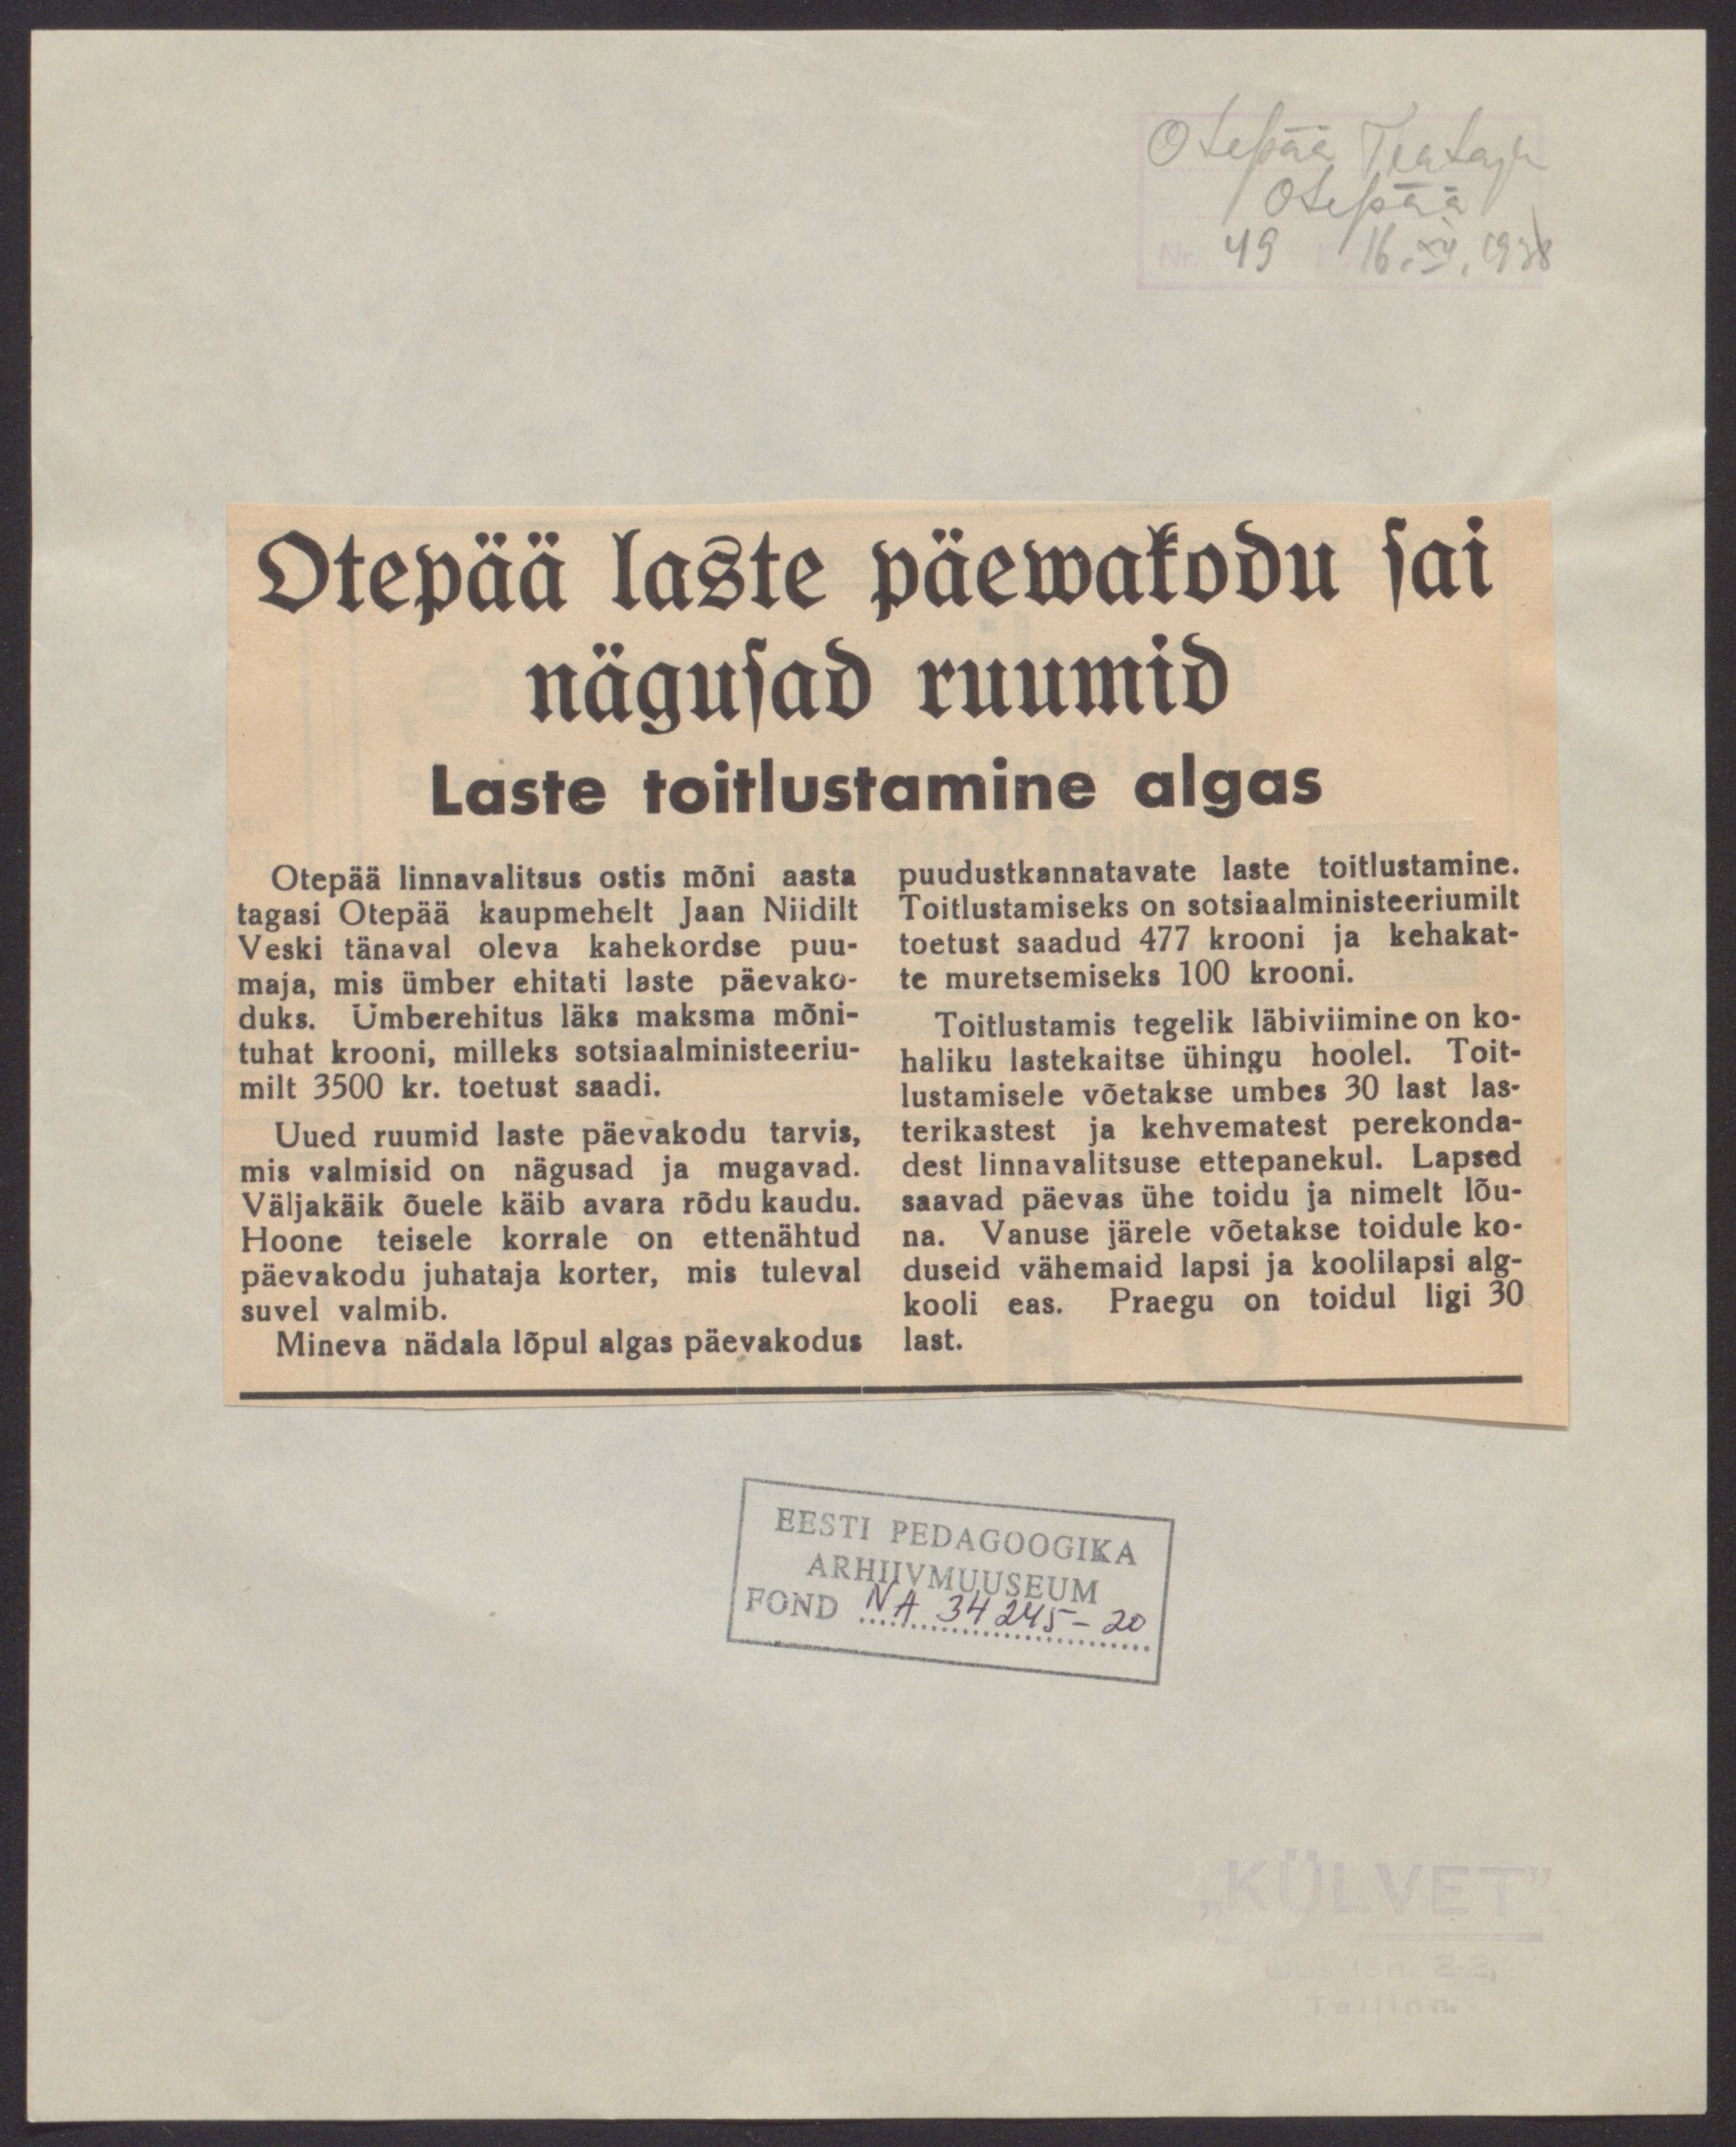 Otepää Teataja
Otepää
Nr. 49 16. XII. 1938
Otepää laste päewakodu sai
nägusad ruumid
Laste toitlustamine algas
Otepää linnavalitsus ostis mõni aasta
tagasi Otepää kaupmehelt Jaan Niidilt
Veski tänaval oleva kahekordse puu-
maja, mis ümber ehitati laste päevako-
duks. Ümberehitus läks maksma mõni-
tuhat krooni, milleks sotsiaalministeeriu-
milt 3500 kr. toetust saadi.
Uued ruumid laste päevakodu tarvis,
mis valmisid on nägusad ja mugavad.
Väljakäik õuele käib avara rõdu kaudu.
Hoone teisele korrale on ettenähtud
päevakodu juhataja korter, mis tuleval
suvel valmib.
Mineva nädala lõpul algas päevakodus
puudustkannatavate laste toitlustamine.
Toitlustamiseks on sotsiaalministeeriumilt
toetust saadud 477 krooni ja kehakat-
te muretsemiseks 100 krooni.
Toitlustamis tegelik läbiviimine on ko-
haliku lastekaitse ühingu hoolel. Toit-
lustamisele võetakse umbes 30 last las-
terikastest ja kehvematest perekonda-
dest linnavalitsuse ettepanekul. Lapsed
saavad päevas ühe toidu ja nimelt lõu-
na. Vanuse järele võetakse toidule ko-
duseid vähemaid lapsi ja koolilapsi alg-
kooli eas. Praegu on toidul ligi 30
last.
EESTI PEDAGOOGIKA
ARHIIVMUUSEUM
FOND NA 34245-20
„KÜLVET"
2-2,
Tallinn.